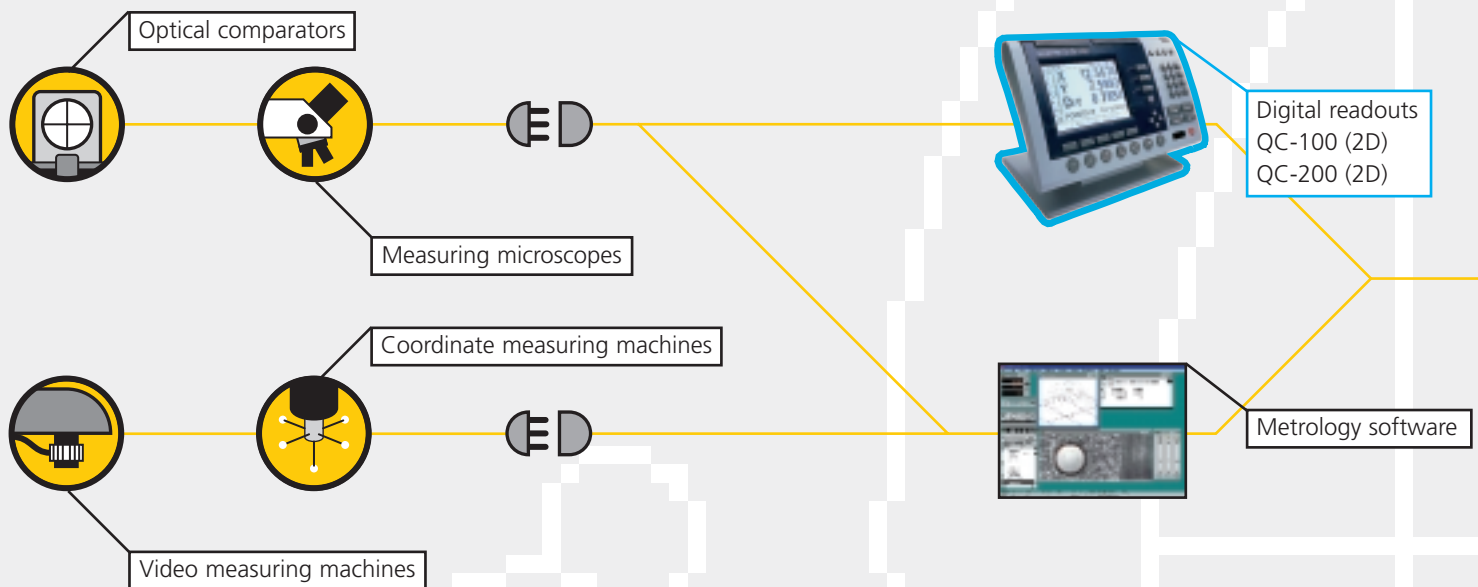 Optical comparators
Digital readouts
QC-100 (2D)
QC-200 (2D)
Measuring microscopes
Coordinate measuring machines
Metrology software
Video measuring machines